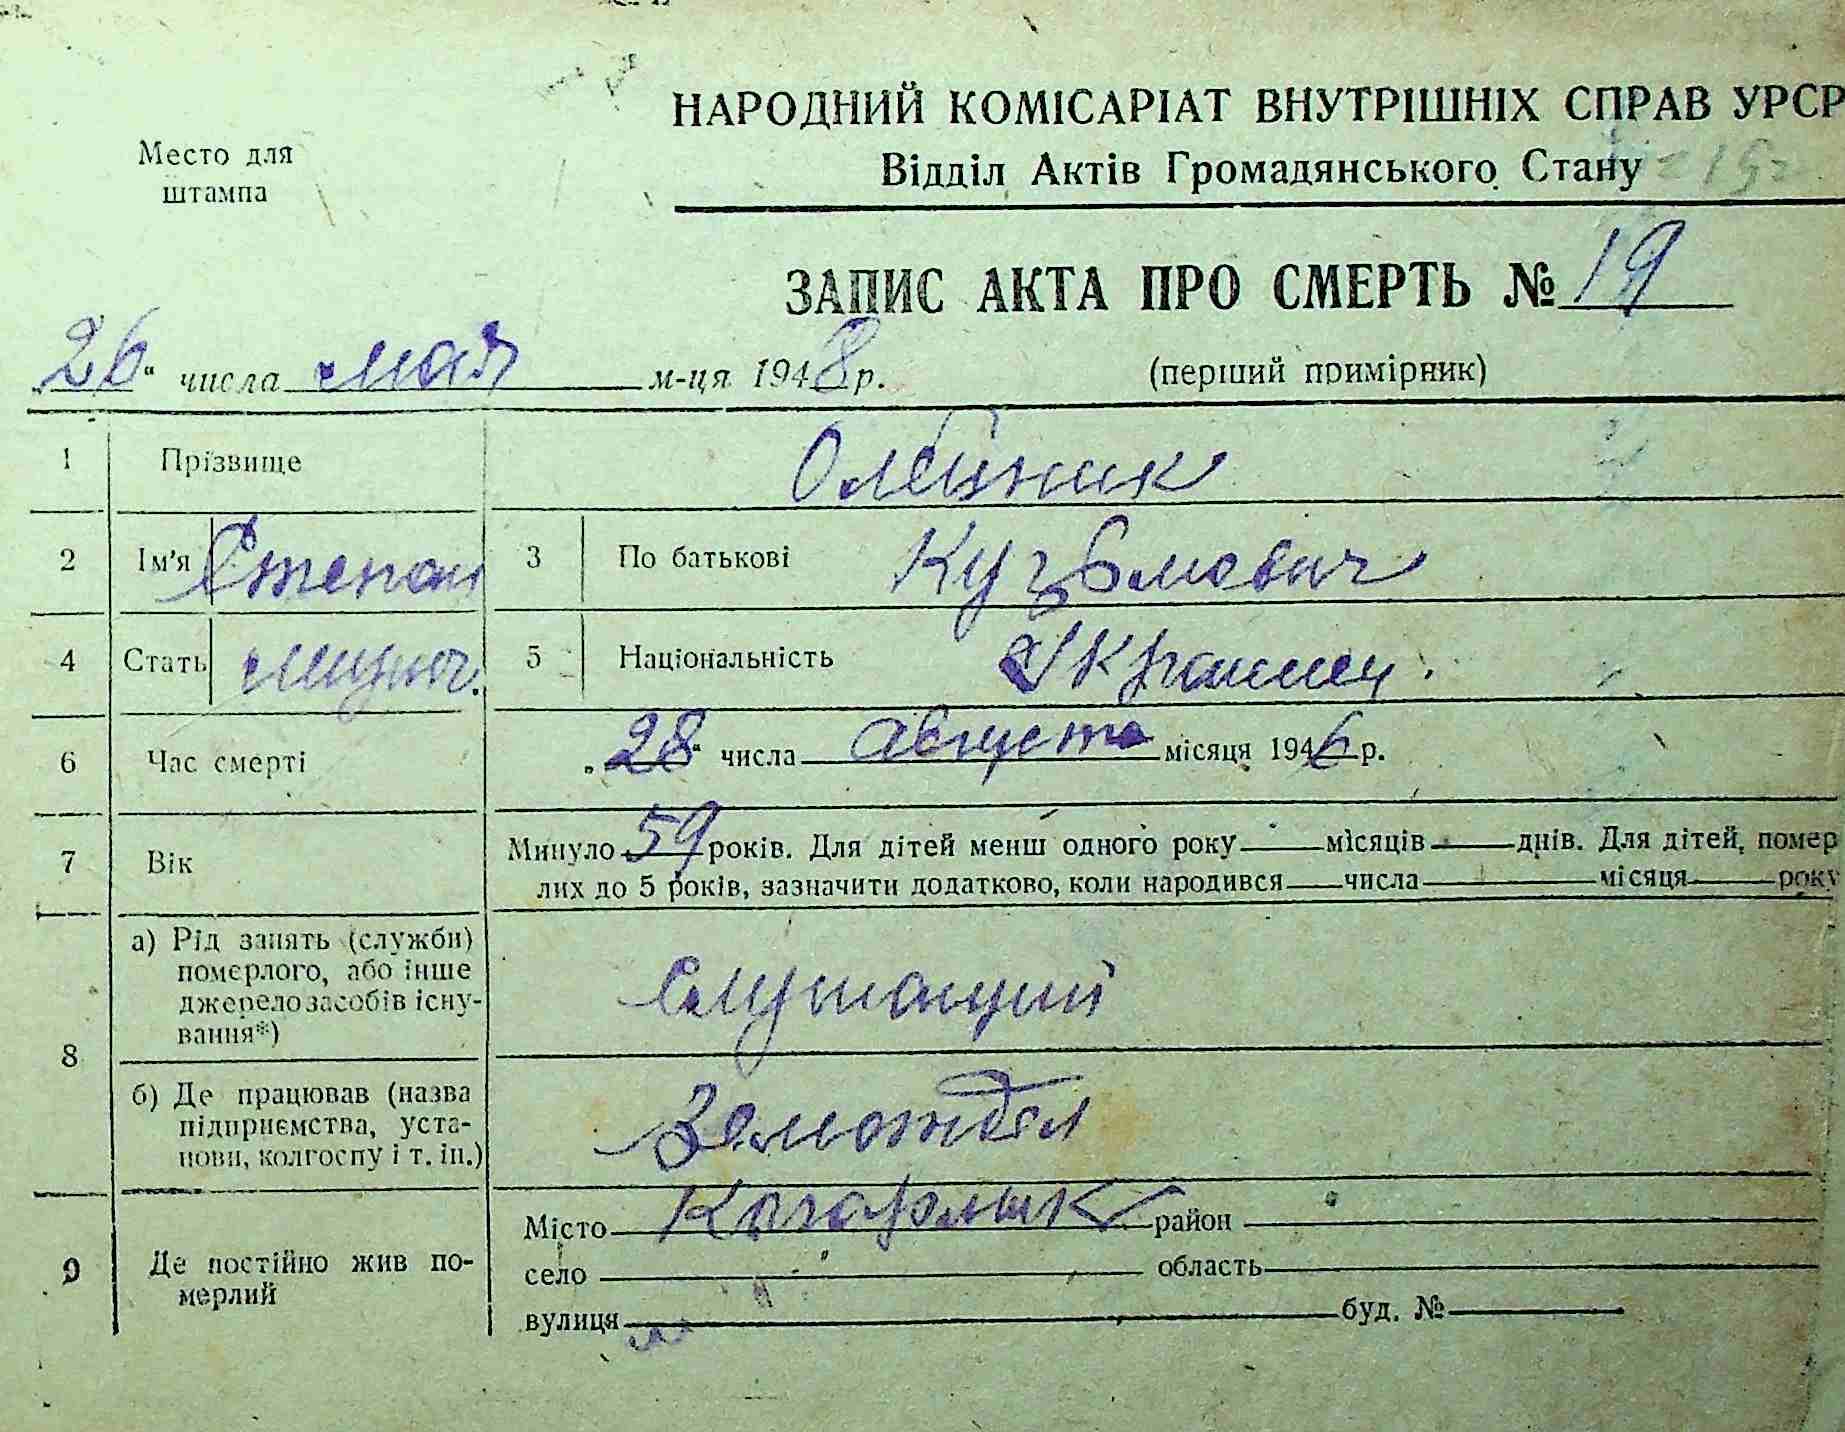 НАРОДНИЙ КОМІСАРІАТ ВНУТРІШНІХ СПРАВ УРСР
Место для штампа
Відділ Актів Громадянського Стану
ЗАПИС АКТА ПРО СМЕРТЬ № 19
„26“ числа мая м-ця 1948 р. (перший примірник)
1 Прізвище Олейник
2 Ім'я Степан 3 По батькові Кузьмович
4 Стать мужч. 5 Національність Украинец.
6 Час смерті „28“ числа августа місяця 1946 р.
7 Вік Минуло 59 років. Для дітей менш одного року місяців днів. Для дітей, помер
лих до 5 років, зазначити додатково, коли народився числа місяця року
8 а) Рід занять (служби)
померлого, або інше
джерело засобів існу-
вання*) Служащий
б) Де працював (назва
підприємства, уста-
нови, колгоспу і т. ін.) Земотдел
9 Де постійно жив по-
мерлий
Місто Кагарлык район
село область
вулиця буд. №